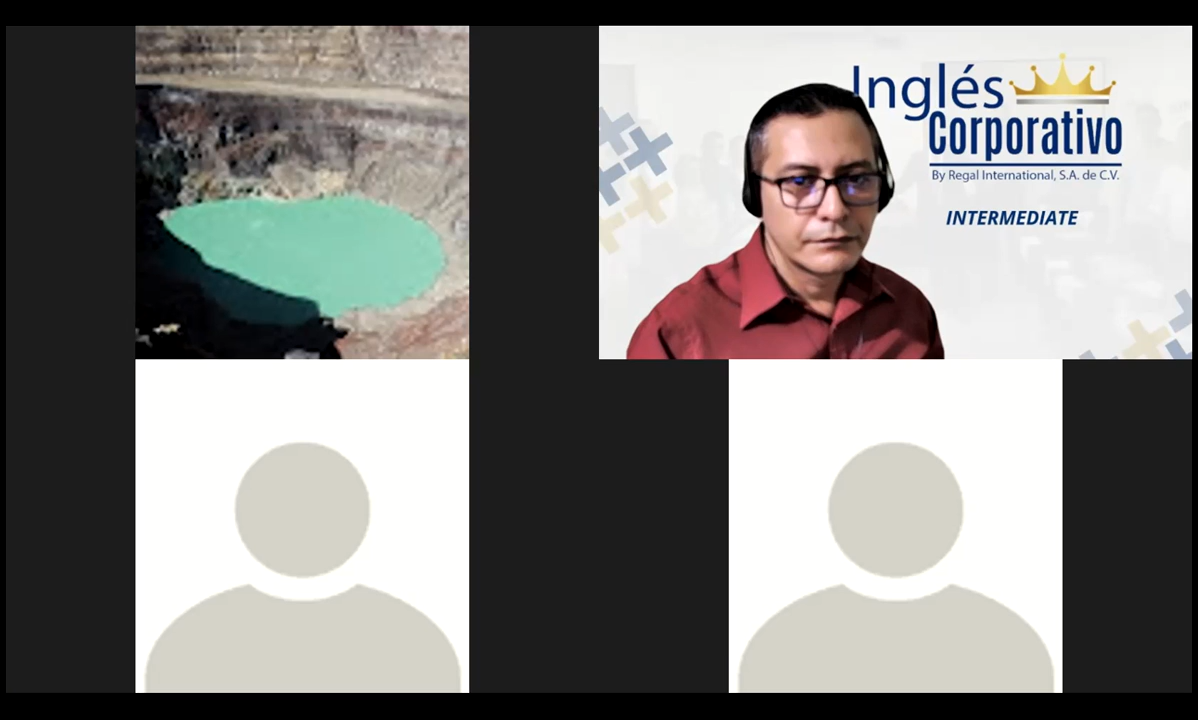 Inglés
Corporativo
By Regal International, S.A. de C.V.
INTERMEDIATE